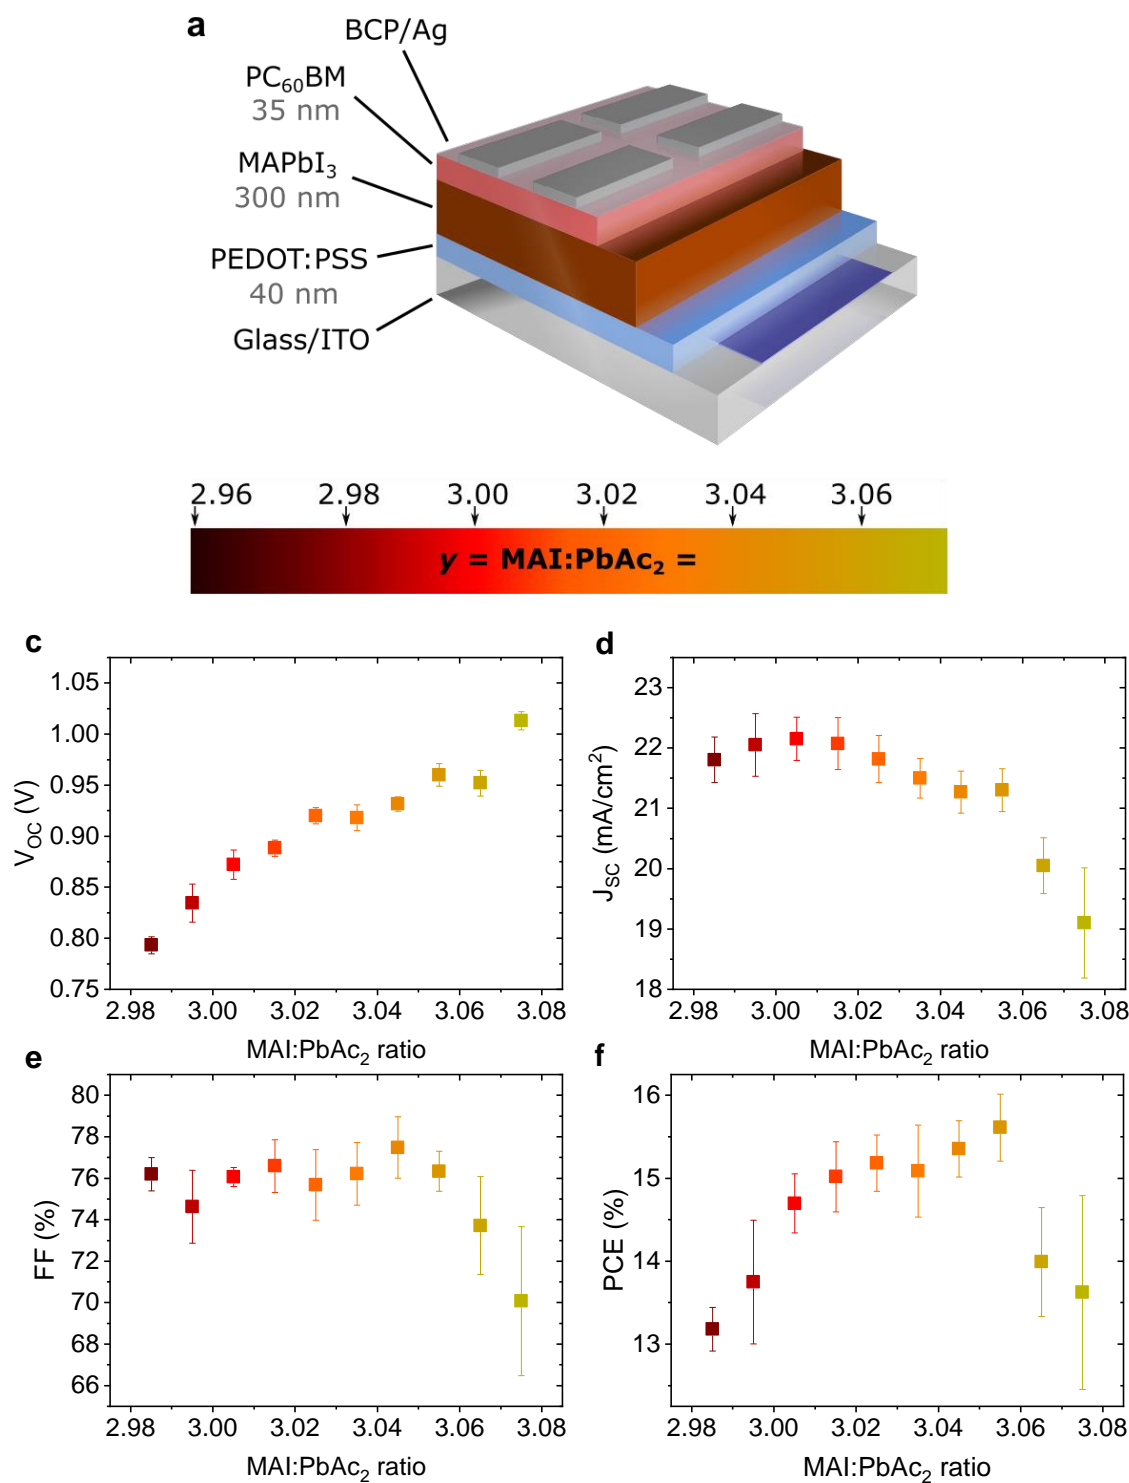 a
BCP/Ag
PC₆₀BM
35 nm
MAPbI₃
300 nm
PEDOT:PSS
40 nm
Glass/ITO
2.96 2.98 3.00 3.02 3.04 3.06
y = MAI:PbAc₂ =
c
1.05
1.00
0.95
0.90
0.85
0.80
0.75
V_OC (V)
2.98 3.00 3.02 3.04 3.06 3.08
MAI:PbAc₂ ratio
d
23
22
21
20
19
18
J_SC (mA/cm²)
2.98 3.00 3.02 3.04 3.06 3.08
MAI:PbAc₂ ratio
e
80
78
76
74
72
70
68
66
FF (%)
2.98 3.00 3.02 3.04 3.06 3.08
MAI:PbAc₂ ratio
f
16
15
14
13
PCE (%)
2.98 3.00 3.02 3.04 3.06 3.08
MAI:PbAc₂ ratio